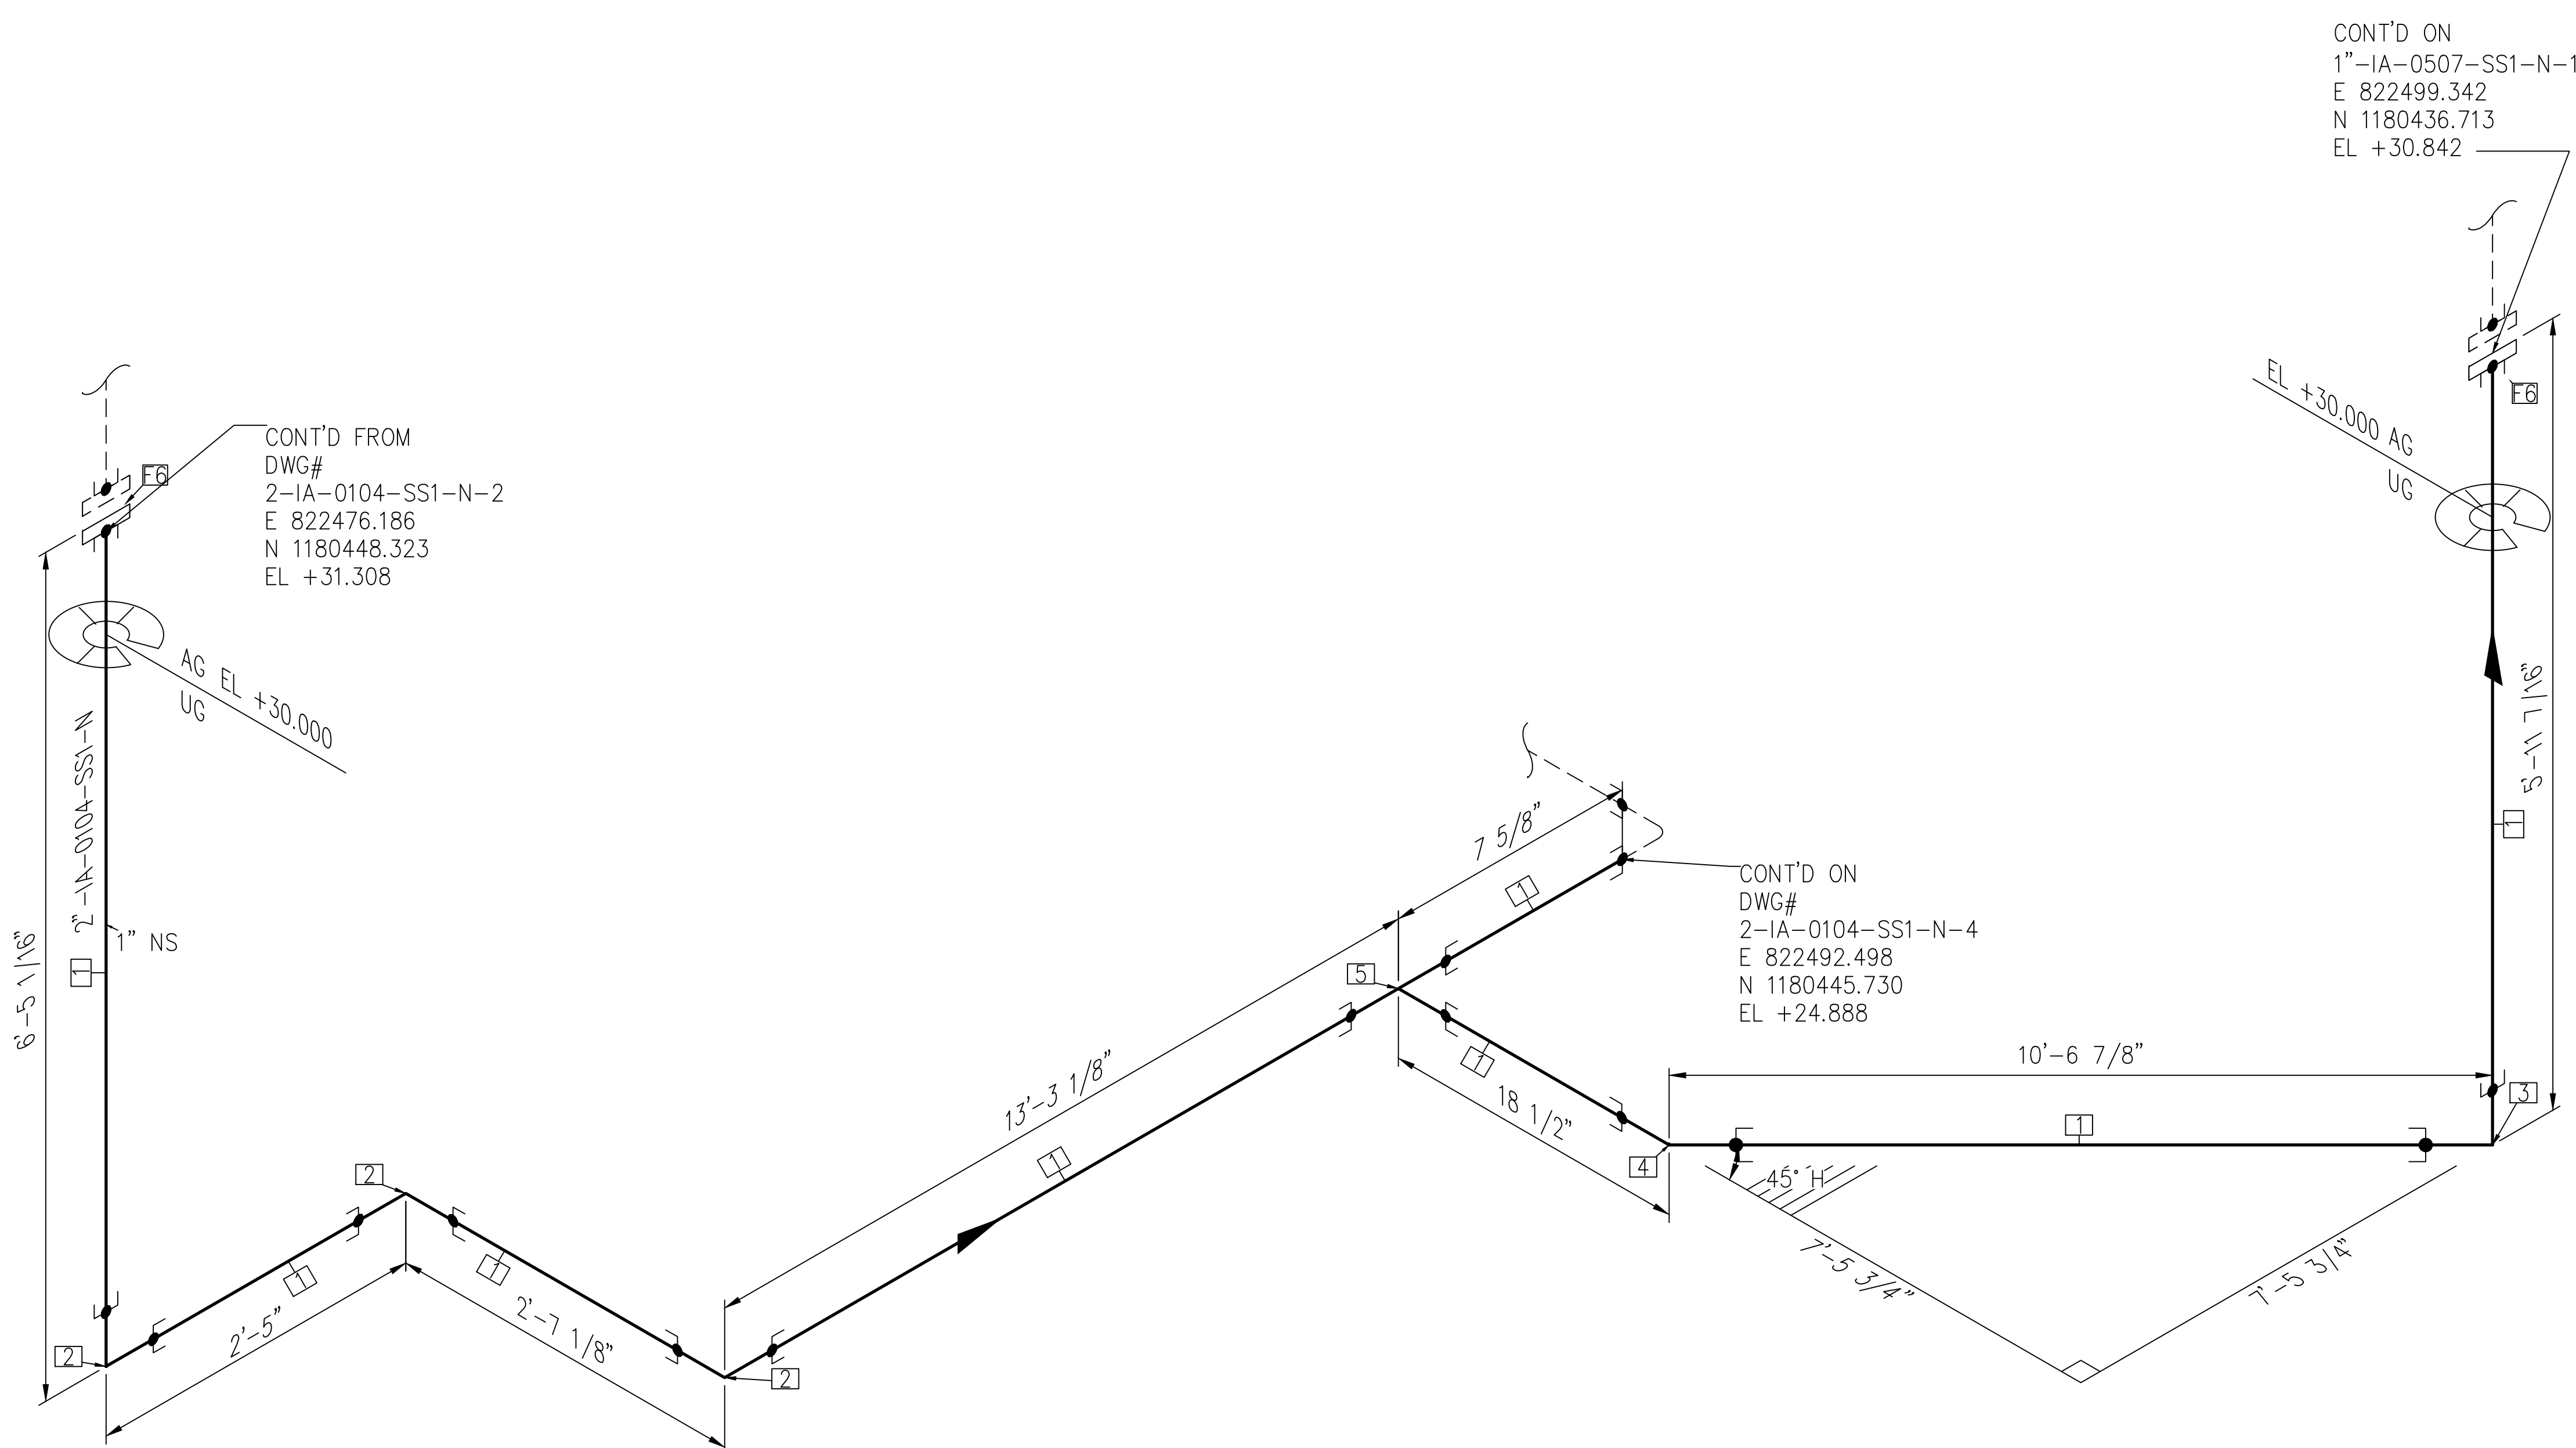 CONT'D ON
1"-IA-0507-SS1-N-1
E 822499.342
N 1180436.713
EL +30.842
F6
EL +30.000 AG
UG
CONT'D FROM
DWG#
2-IA-0104-SS1-N-2
E 822476.186
N 1180448.323
EL +31.308
F6
AG EL +30.000
UG
2"-IA-0104-SS1-N
1" NS
1
6'-5 1/16"
5'-11 7/16"
1
7 5/8"
1
CONT'D ON
DWG#
2-IA-0104-SS1-N-4
E 822492.498
N 1180445.730
EL +24.888
5
1
18 1/2"
13'-3 1/8"
1
10'-6 7/8"
1
3
4
45° H
7'-5 3/4"
7'-5 3/4"
2
1
2'-5"
1
2'-7 1/8"
2
2